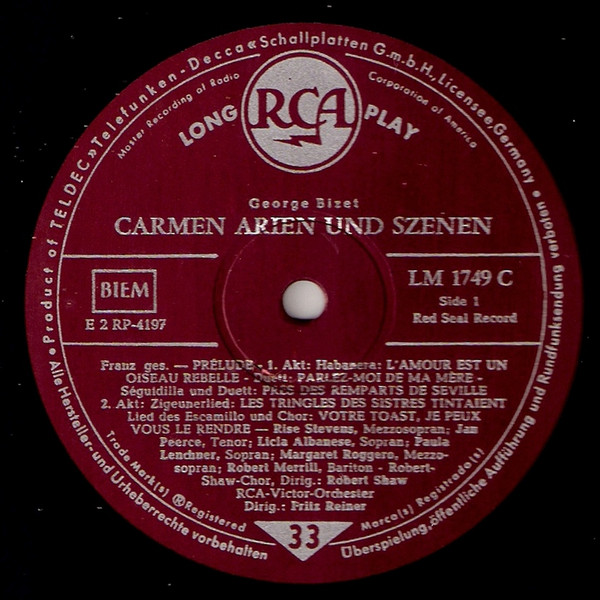 Product of TELDEC »Telefunken - Decca« Schallplatten G.m.b.H., Licensee, Germany
Master Recording of Radio Corporation of America
LONG RCA PLAY
George Bizet
CARMEN ARIEN UND SZENEN
BIEM
E 2 RP-4197
LM 1749 C
Side 1
Red Seal Record
Franz ges. — PRÉLUDE - 1. Akt: Habanera: L'AMOUR EST UN
OISEAU REBELLE - Duett: PARLEZ-MOI DE MA MÈRE -
Séguidilla und Duett: PRÈS DES REMPARTS DE SEVILLE
2. Akt: Zigeunerlied: LES TRINGLES DES SISTRES TINTAIENT
Lied des Escamillo und Chor: VOTRE TOAST, JE PEUX
VOUS LE RENDRE — Rise Stevens, Mezzosopran; Jan
Peerce, Tenor; Licia Albanese, Sopran; Paula
Lenchner, Sopran; Margaret Roggero, Mezzo-
sopran; Robert Merrill, Bariton - Robert-
Shaw-Chor, Dirig.: Robert Shaw
RCA-Victor-Orchester
Dirig.: Fritz Reiner
Trade Mark(s) ® Registered
Marca(s) Registrada(s)
33
Alle Hersteller- und Urheberrechte vorbehalten
Überspielung, öffentliche Aufführung und Rundfunksendung verboten